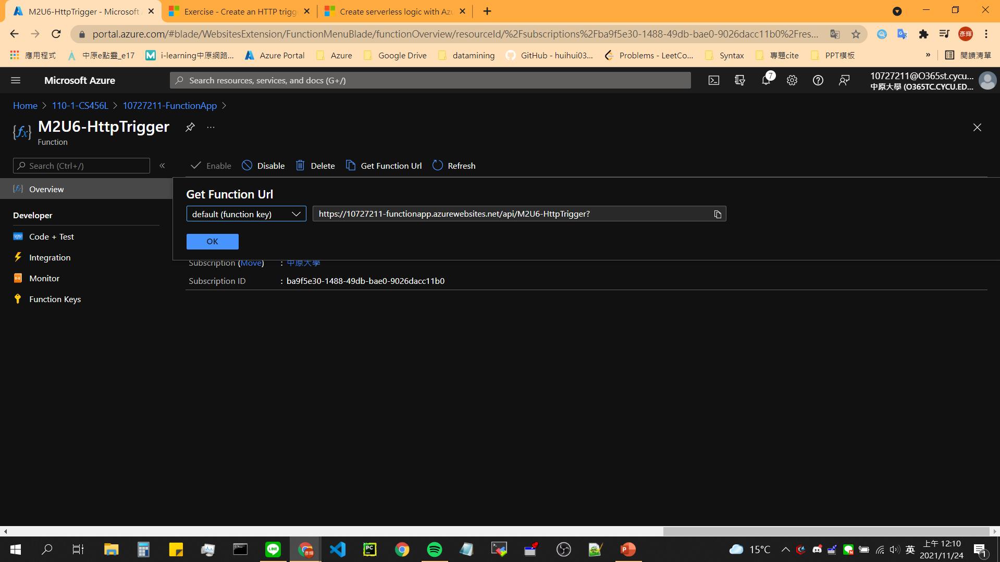 M2U6-HttpTrigger - Microsoft A
Exercise - Create an HTTP trigg
Create serverless logic with Azu
portal.azure.com/#blade/WebsitesExtension/FunctionMenuBlade/functionOverview/resourceId/%2Fsubscriptions%2Fba9f5e30-1488-49db-bae0-9026dacc11b0%2Fres...
彥輝
應用程式
中原e點靈_e17
i-learning中原網路...
Azure Portal
Azure
Google Drive
datamining
GitHub - huihui03...
Problems - LeetCo...
Syntax
專題cite
PPT模板
»
閱讀清單
Microsoft Azure
Search resources, services, and docs (G+/)
7
10727211@O365st.cycu...
中原大學 (O365TC.CYCU.ED...
Home > 110-1-CS456L > 10727211-FunctionApp >
M2U6-HttpTrigger
Function
Search (Ctrl+/)
«
Enable
Disable
Delete
Get Function Url
Refresh
Overview
Get Function Url
default (function key)
https://10727211-functionapp.azurewebsites.net/api/M2U6-HttpTrigger?
OK
Developer
Code + Test
Integration
Monitor
Function Keys
Subscription (Move) : 中原大學
Subscription ID : ba9f5e30-1488-49db-bae0-9026dacc11b0
15°C
英
上午 12:10
2021/11/24
1